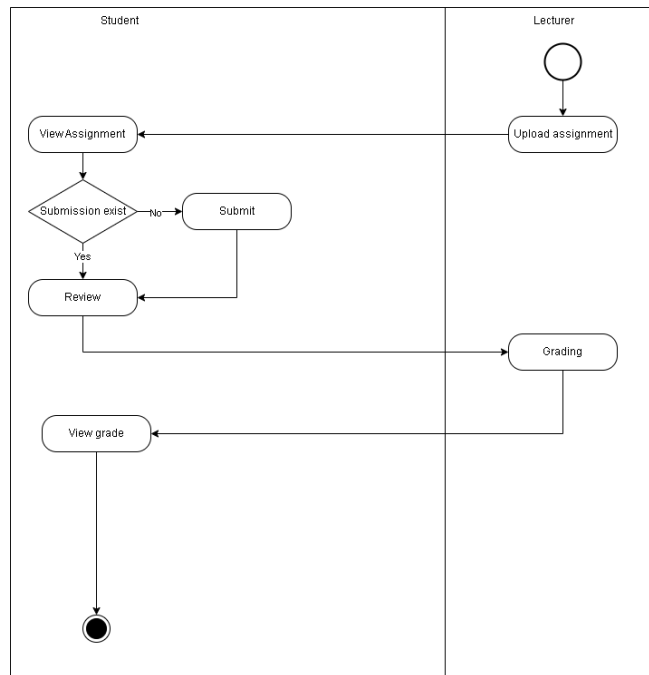 Student
Lecturer
View Assignment
Upload assignment
Submission exist
No
Submit
Yes
Review
Grading
View grade